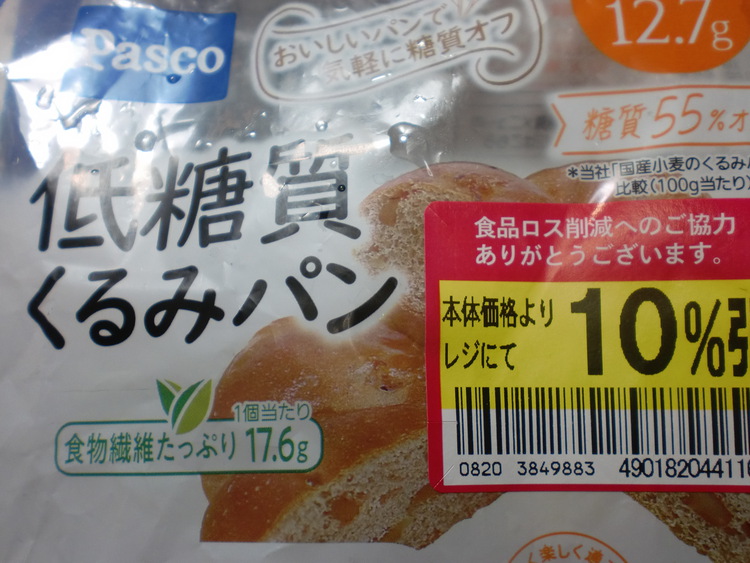 Pasco
おいしいパンで
気軽に糖質オフ
12.7g
糖質55%オ
*当社「国産小麦のくるみ
比較(100g当たり)
低糖質
くるみパン
食品ロス削減へのご協力
ありがとうございます。
本体価格より
レジにて
10%引
0820 3849883
490182044118
1個当たり
食物繊維たっぷり 17.6g
楽しく